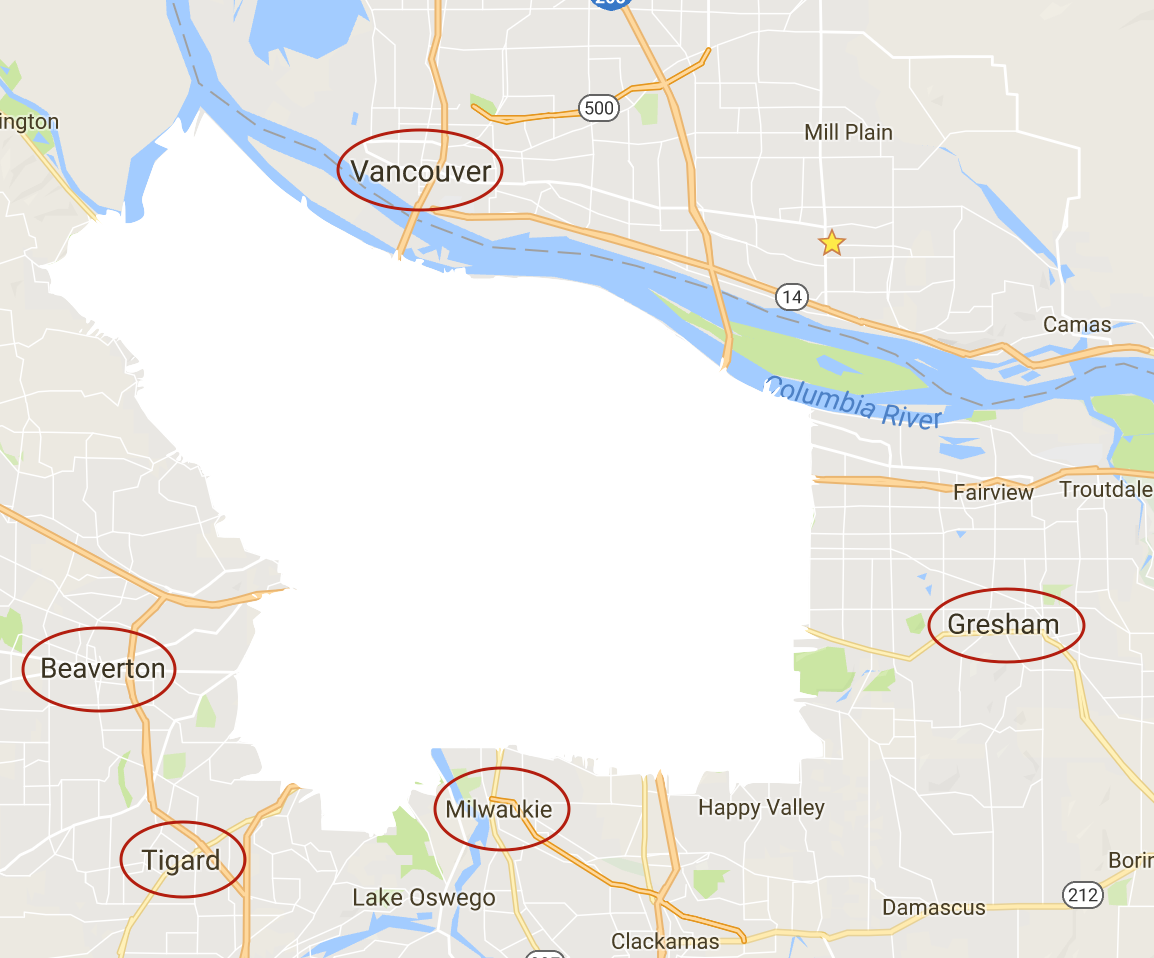 500
Mill Plain
ington
Vancouver
14
Camas
Columbia River
Fairview
Troutdale
Gresham
Beaverton
Milwaukie
Happy Valley
Tigard
Borin
Lake Oswego
212
Damascus
Clackamas